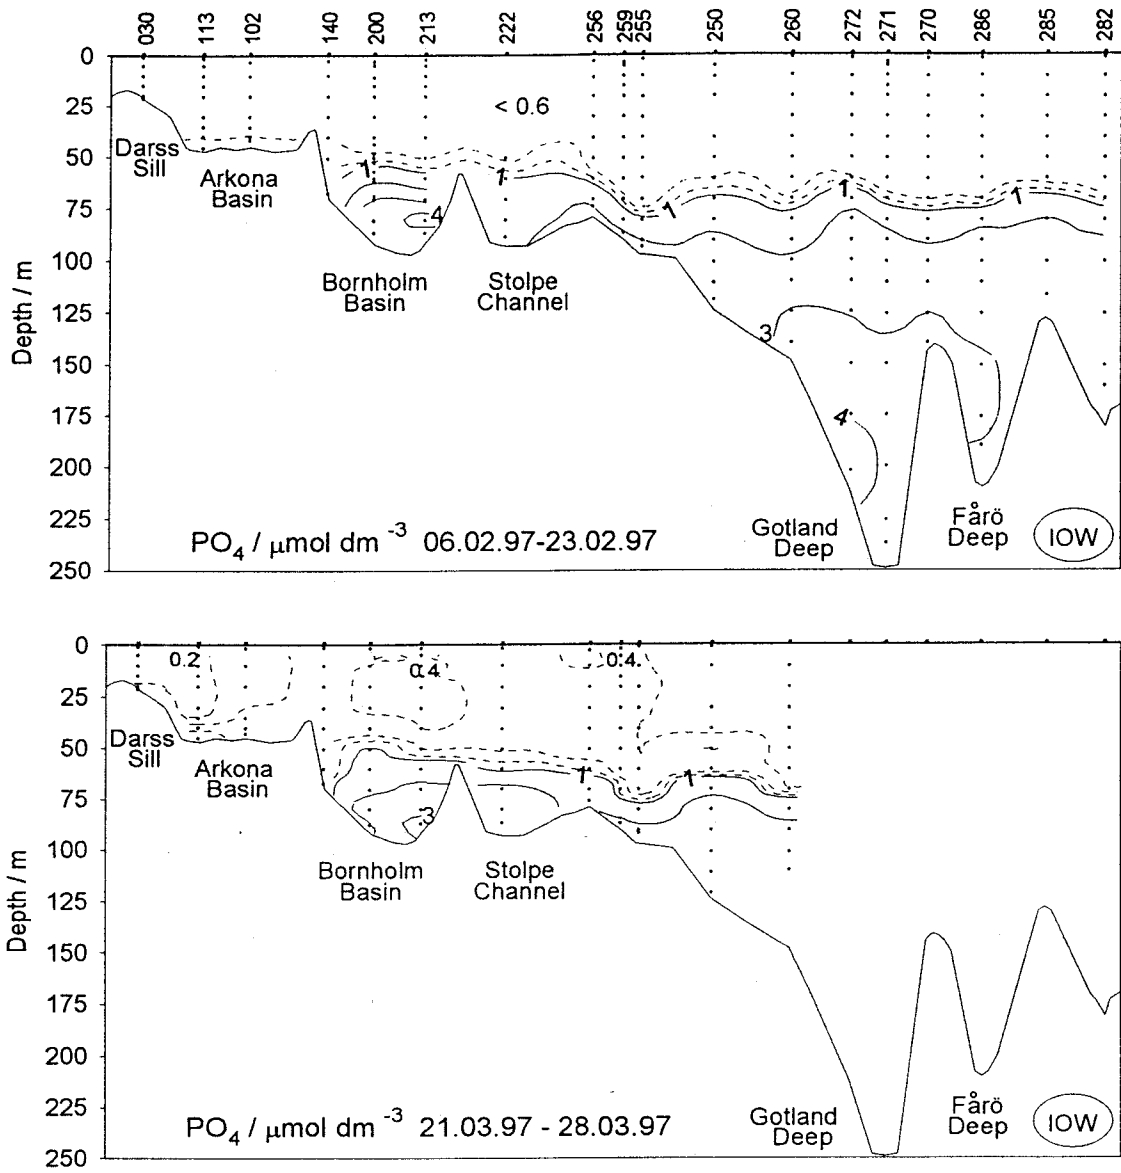 030 113 102 140 200 213 222 256 259 255 250 260 272 271 270 286 285 282
0
25
50
75
100
125
150
175
200
225
250
Depth / m
< 0.6
Darss
Sill
Arkona
Basin
1
1
1
1
1
4
Bornholm
Basin
Stolpe
Channel
3
4
Gotland
Deep
Fårö
Deep
IOW
PO4 / µmol dm -3 06.02.97-23.02.97
0
25
50
75
100
125
150
175
200
225
250
Depth / m
0.2
0.4
0.4
Darss
Sill
Arkona
Basin
1
1
3
Bornholm
Basin
Stolpe
Channel
Gotland
Deep
Fårö
Deep
IOW
PO4 / µmol dm -3 21.03.97 - 28.03.97